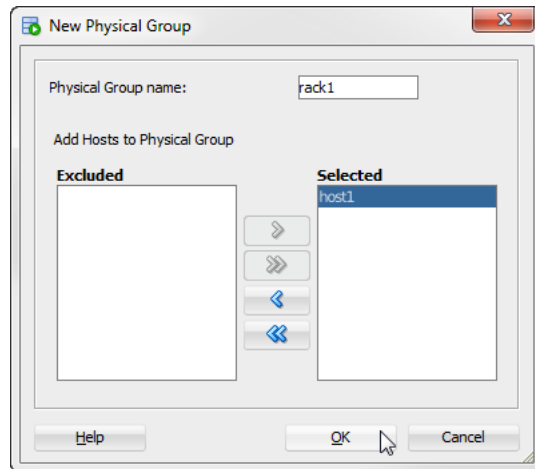 New Physical Group
Physical Group name: rack1
Add Hosts to Physical Group
Excluded Selected
host1
Help OK Cancel